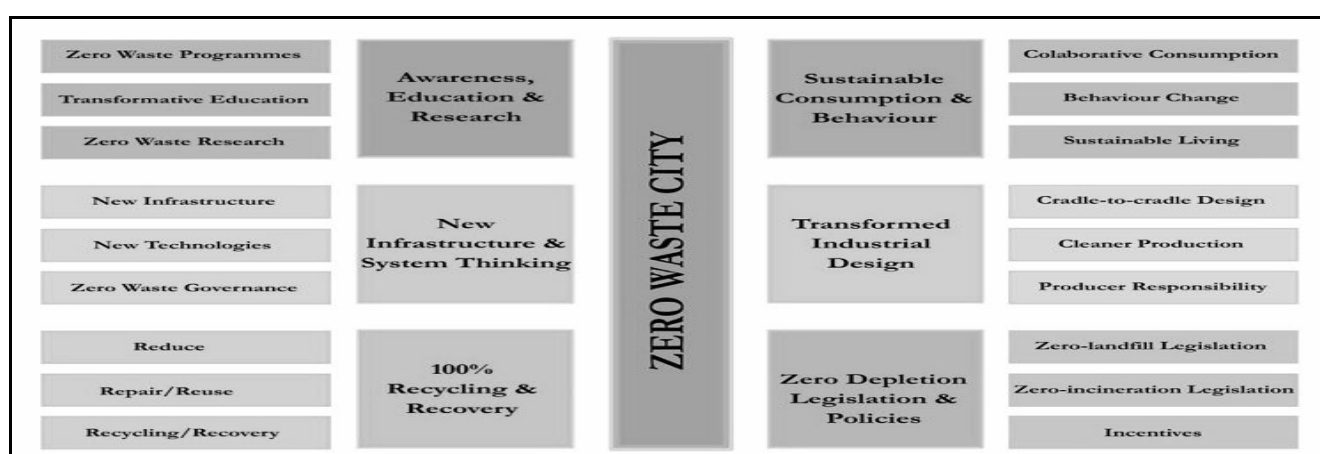 Zero Waste Programmes
Transformative Education
Zero Waste Research
Awareness,
Education &
Research
New Infrastructure
New Technologies
Zero Waste Governance
New
Infrastructure &
System Thinking
Reduce
Repair/Reuse
Recycling/Recovery
100%
Recycling &
Recovery
ZERO WASTE CITY
Sustainable
Consumption &
Behaviour
Colaborative Consumption
Behaviour Change
Sustainable Living
Transformed
Industrial
Design
Cradle-to-cradle Design
Cleaner Production
Producer Responsibility
Zero Depletion
Legislation &
Policies
Zero-landfill Legislation
Zero-incineration Legislation
Incentives